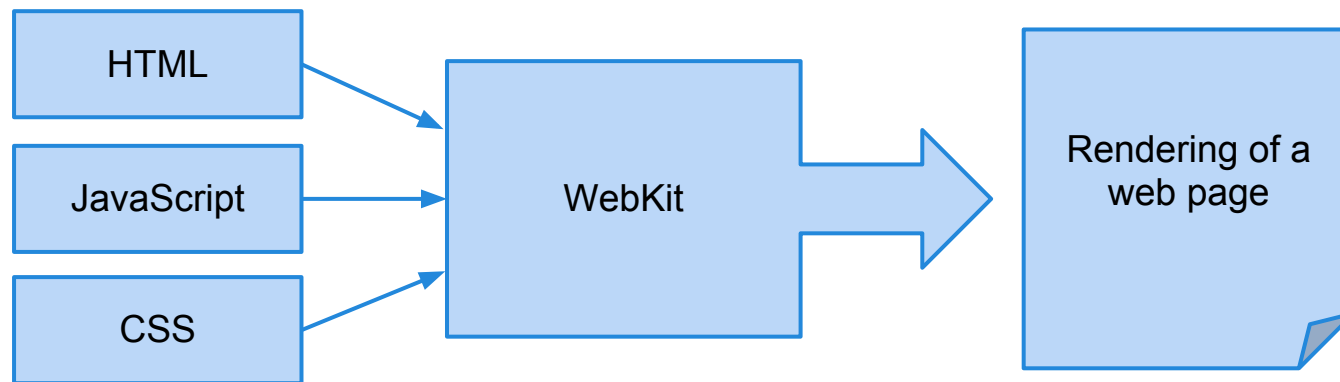 HTML
JavaScript
CSS
WebKit
Rendering of a
web page